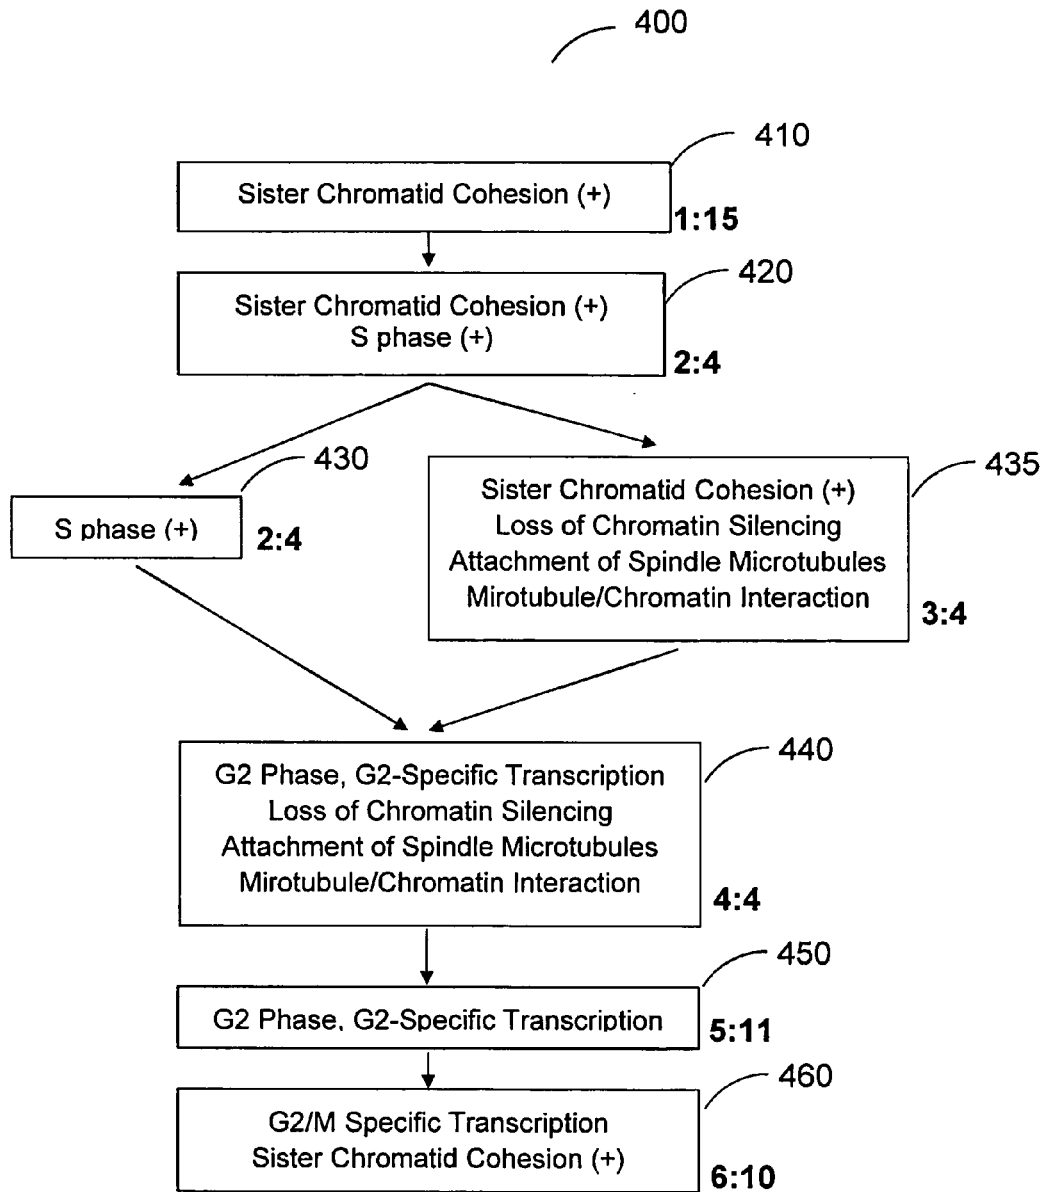 400
410
Sister Chromatid Cohesion (+)
1:15
420
Sister Chromatid Cohesion (+)
S phase (+)
2:4
430
S phase (+)
2:4
435
Sister Chromatid Cohesion (+)
Loss of Chromatin Silencing
Attachment of Spindle Microtubules
Mirotubule/Chromatin Interaction
3:4
440
G2 Phase, G2-Specific Transcription
Loss of Chromatin Silencing
Attachment of Spindle Microtubules
Mirotubule/Chromatin Interaction
4:4
450
G2 Phase, G2-Specific Transcription
5:11
460
G2/M Specific Transcription
Sister Chromatid Cohesion (+)
6:10